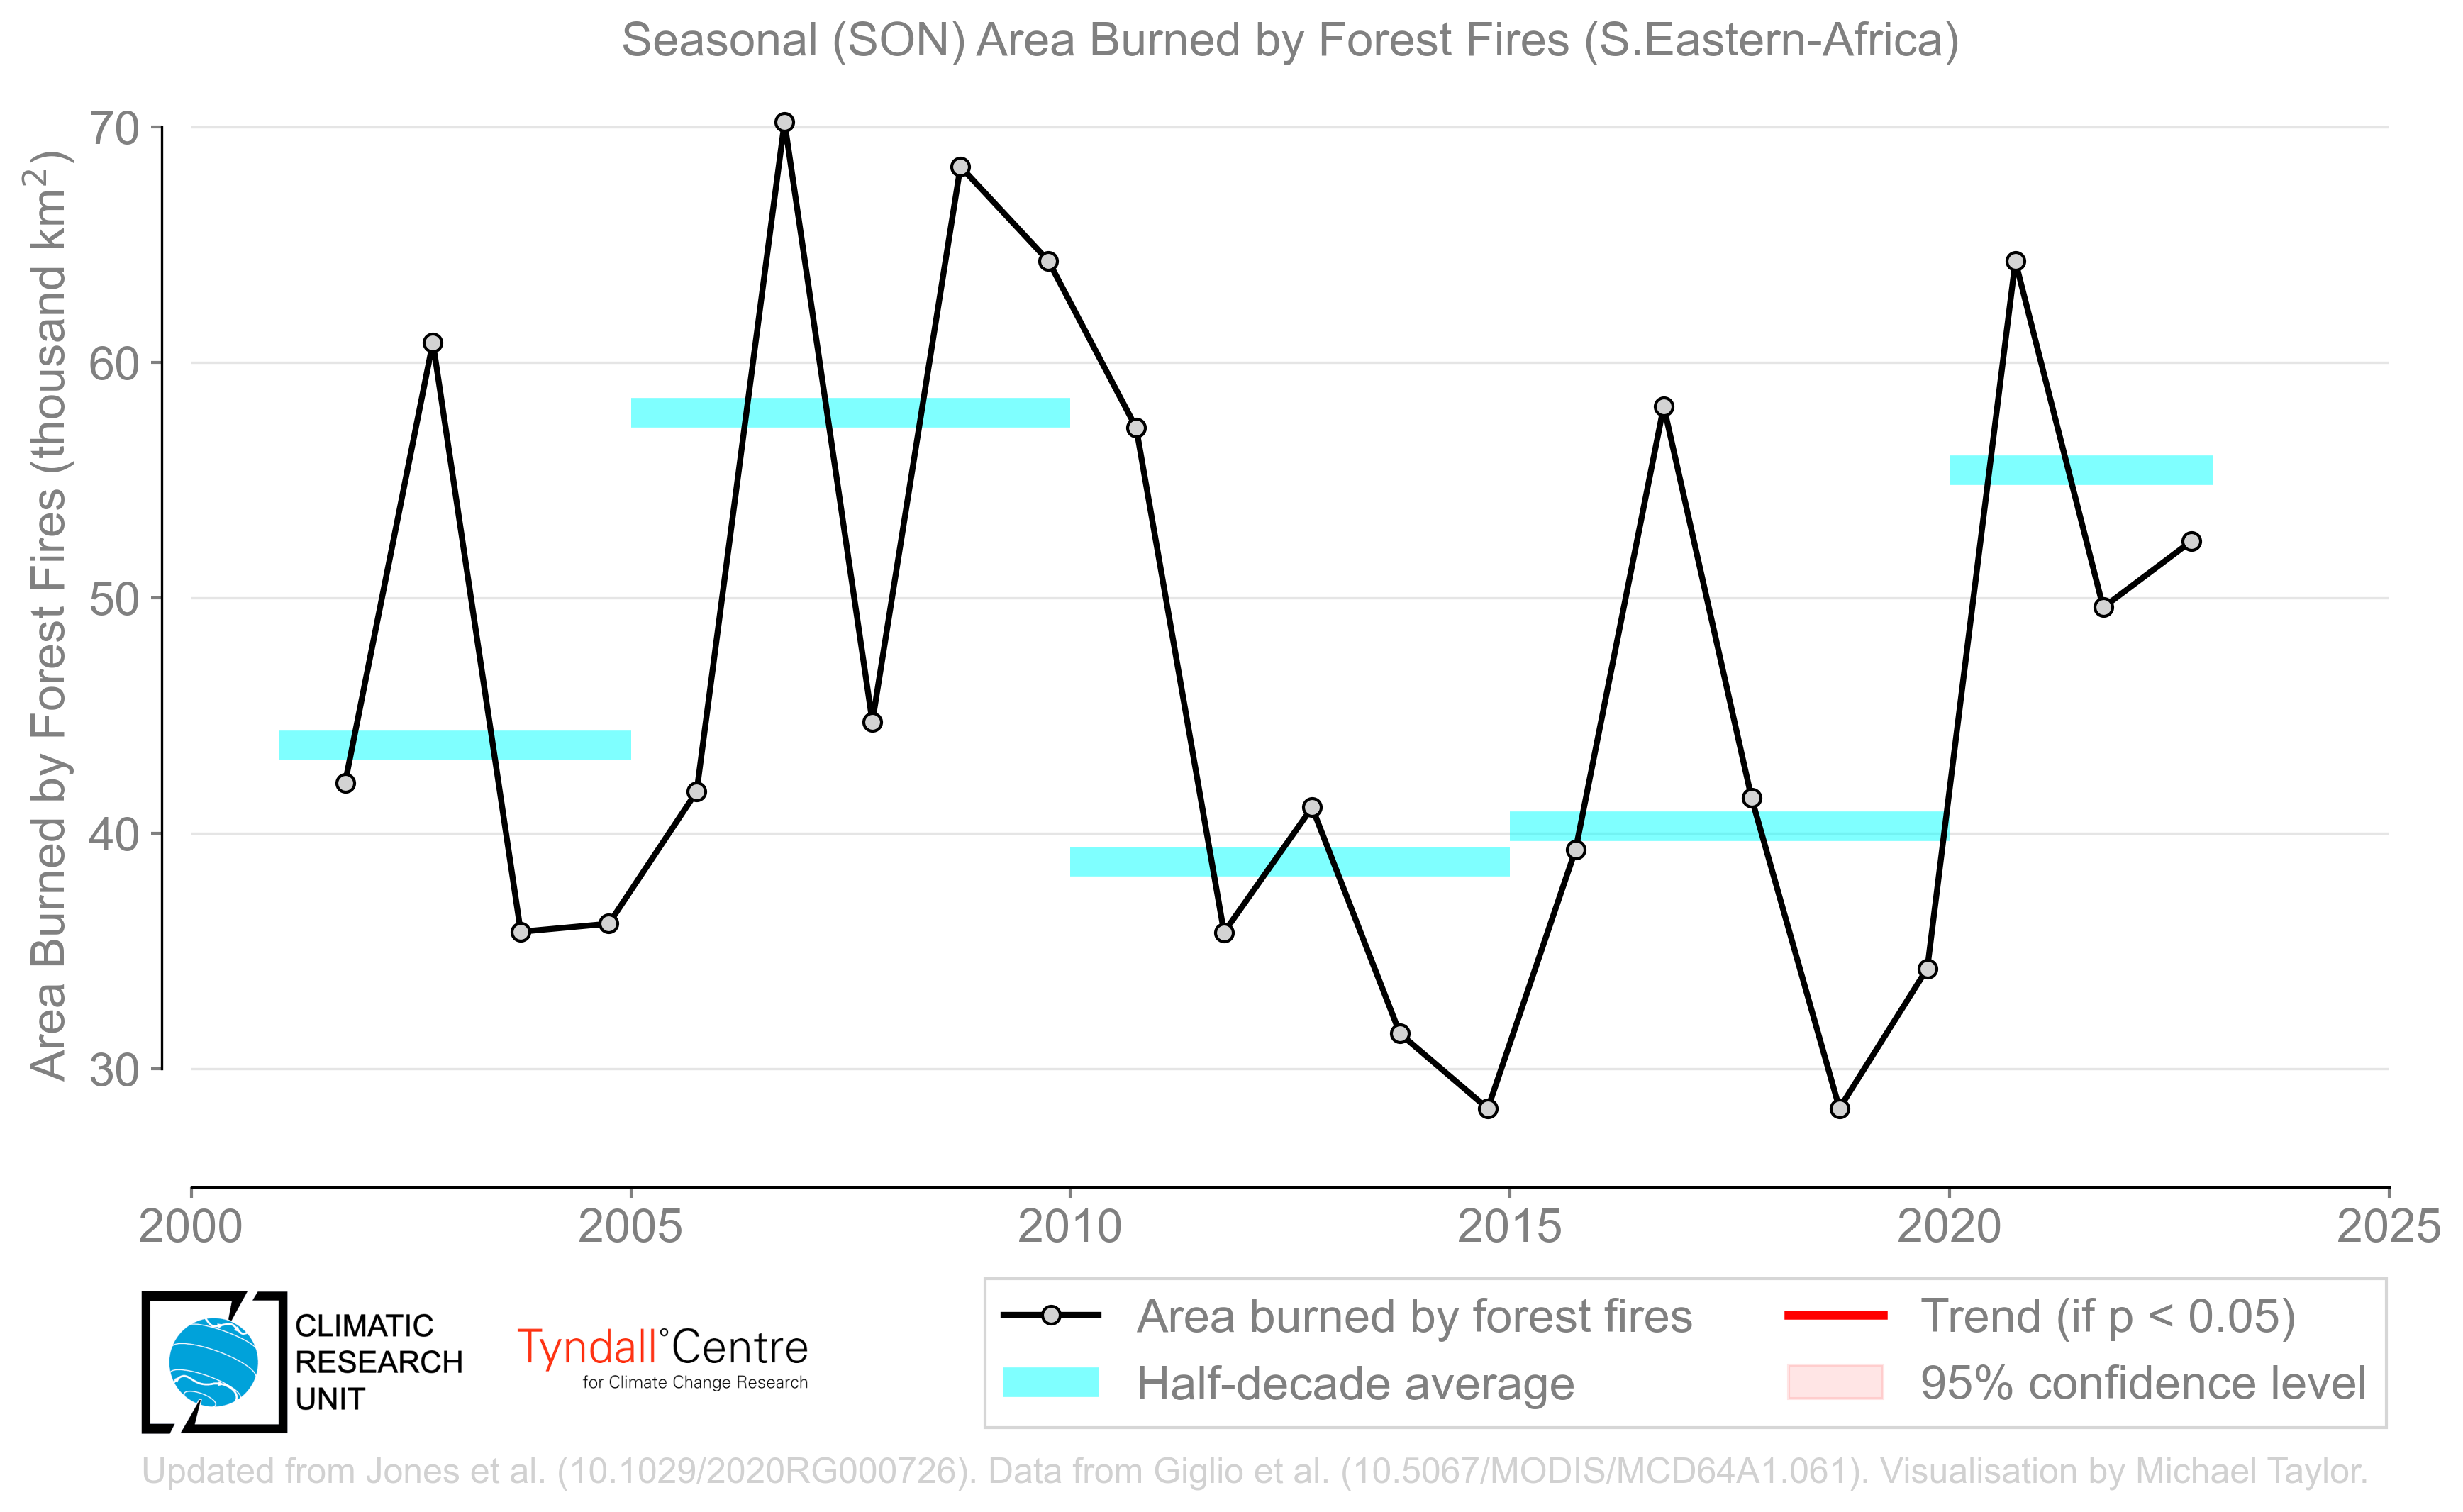 Seasonal (SON) Area Burned by Forest Fires (S.Eastern-Africa)
Area Burned by Forest Fires (thousand km²)
70
60
50
40
30
2000 2005 2010 2015 2020 2025
Area burned by forest fires
Half-decade average
Trend (if p < 0.05)
95% confidence level
CLIMATIC
RESEARCH
UNIT
Tyndall°Centre
for Climate Change Research
Updated from Jones et al. (10.1029/2020RG000726). Data from Giglio et al. (10.5067/MODIS/MCD64A1.061). Visualisation by Michael Taylor.